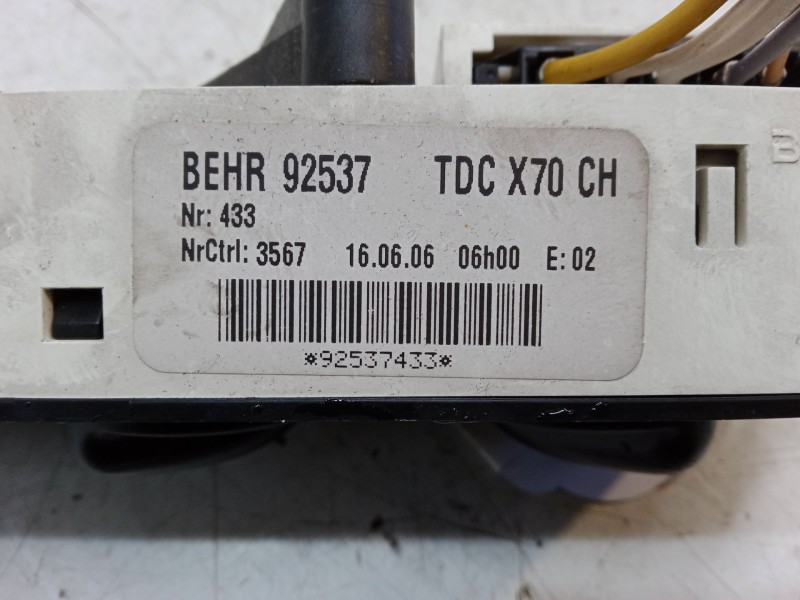 BEHR 92537 TDC X70 CH
Nr: 433
NrCtrl: 3567 16.06.06 06h00 E: 02
*92537433*
B